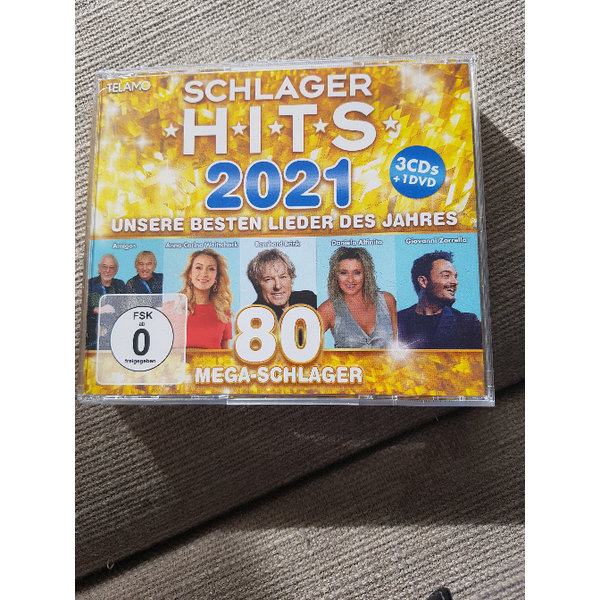 TELAMO
SCHLAGER
H·I·T·S
2021
3CDs
+1DVD
UNSERE BESTEN LIEDER DES JAHRES
Amigos
Anna-Carina Woitschack
Bernhard Brink
Daniela Alfinito
Giovanni Zarrella
FSK
ab
0
freigegeben
80
MEGA-SCHLAGER